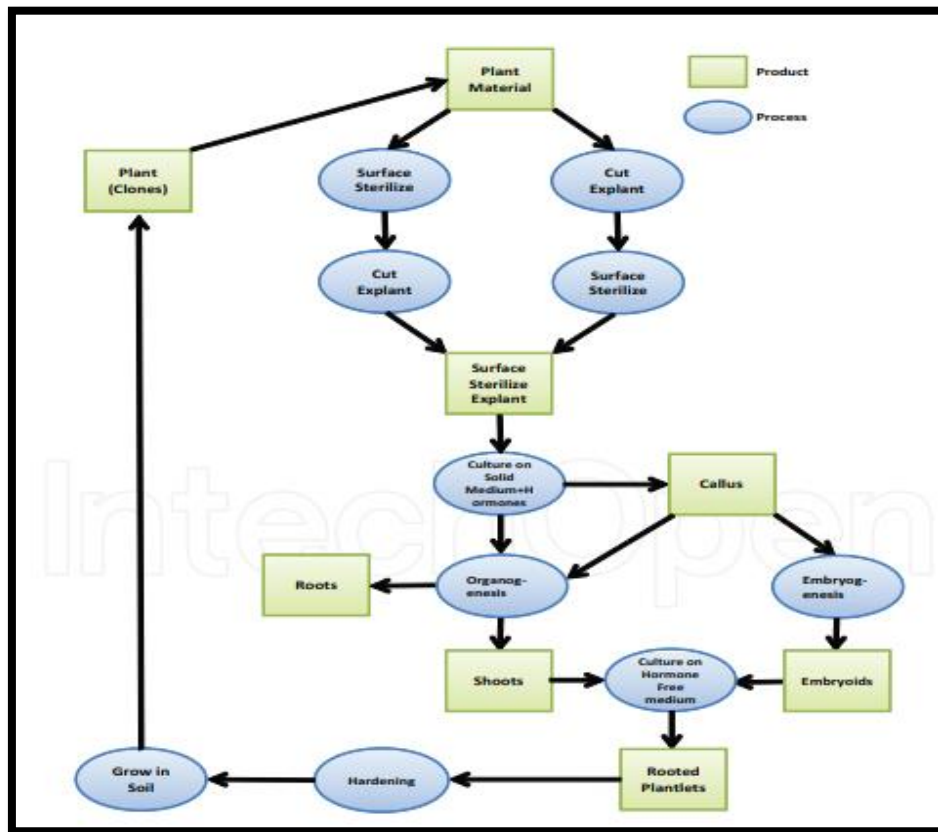 Plant
Material
Product
Process
Plant
(Clones)
Surface
Sterilize
Cut
Explant
Cut
Explant
Surface
Sterilize
Surface
Sterilize
Explant
Culture on
Solid
Medium+H
ormones
Callus
Roots
Organog-
enesis
Embryog-
enesis
Shoots
Culture on
Hormone
Free
medium
Embryoids
Grow in
Soil
Hardening
Rooted
Plantlets
IntechOpen